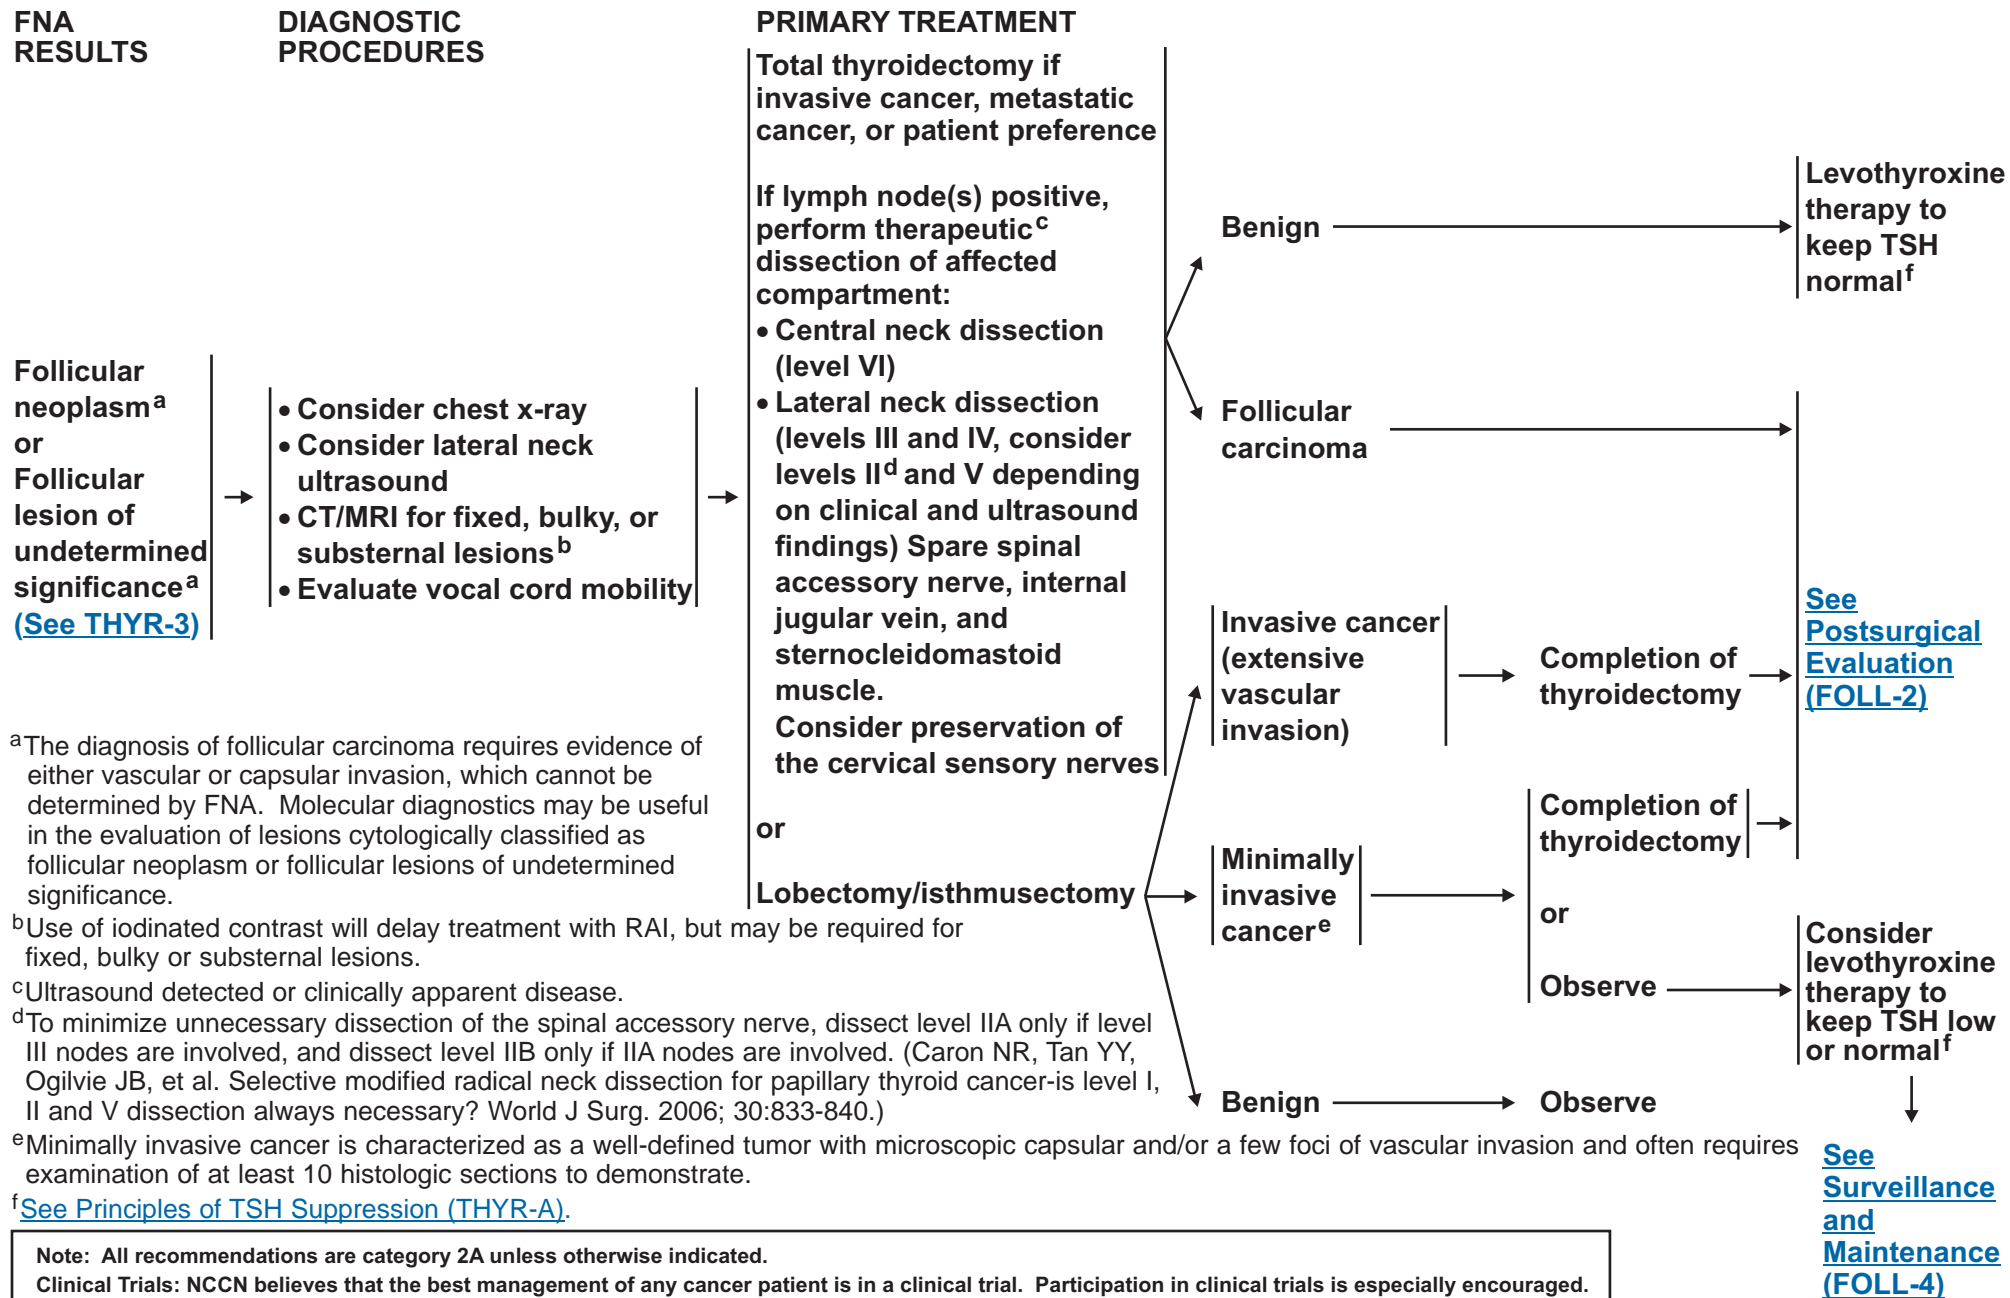 FNA
RESULTS
DIAGNOSTIC
PROCEDURES
PRIMARY TREATMENT
Follicular
neoplasm a
or
Follicular
lesion of
undetermined
significance a
(See THYR-3)
• Consider chest x-ray
• Consider lateral neck
ultrasound
• CT/MRI for fixed, bulky, or
substernal lesions b
• Evaluate vocal cord mobility
Total thyroidectomy if
invasive cancer, metastatic
cancer, or patient preference
If lymph node(s) positive,
perform therapeutic c
dissection of affected
compartment:
• Central neck dissection
(level VI)
• Lateral neck dissection
(levels III and IV, consider
levels II d and V depending
on clinical and ultrasound
findings) Spare spinal
accessory nerve, internal
jugular vein, and
sternocleidomastoid
muscle.
Consider preservation of
the cervical sensory nerves
or
Lobectomy/isthmusectomy
Benign
Levothyroxine
therapy to
keep TSH
normal f
Follicular
carcinoma
Invasive cancer
(extensive
vascular
invasion)
Completion of
thyroidectomy
See
Postsurgical
Evaluation
(FOLL-2)
Minimally
invasive
cancer e
Completion of
thyroidectomy
or
Observe
Consider
levothyroxine
therapy to
keep TSH low
or normal f
Benign
Observe
See
Surveillance
and
Maintenance
(FOLL-4)
a The diagnosis of follicular carcinoma requires evidence of
either vascular or capsular invasion, which cannot be
determined by FNA. Molecular diagnostics may be useful
in the evaluation of lesions cytologically classified as
follicular neoplasm or follicular lesions of undetermined
significance.
b Use of iodinated contrast will delay treatment with RAI, but may be required for
fixed, bulky or substernal lesions.
c Ultrasound detected or clinically apparent disease.
d To minimize unnecessary dissection of the spinal accessory nerve, dissect level IIA only if level
III nodes are involved, and dissect level IIB only if IIA nodes are involved. (Caron NR, Tan YY,
Ogilvie JB, et al. Selective modified radical neck dissection for papillary thyroid cancer-is level I,
II and V dissection always necessary? World J Surg. 2006; 30:833-840.)
e Minimally invasive cancer is characterized as a well-defined tumor with microscopic capsular and/or a few foci of vascular invasion and often requires
examination of at least 10 histologic sections to demonstrate.
f See Principles of TSH Suppression (THYR-A).
Note: All recommendations are category 2A unless otherwise indicated.
Clinical Trials: NCCN believes that the best management of any cancer patient is in a clinical trial. Participation in clinical trials is especially encouraged.